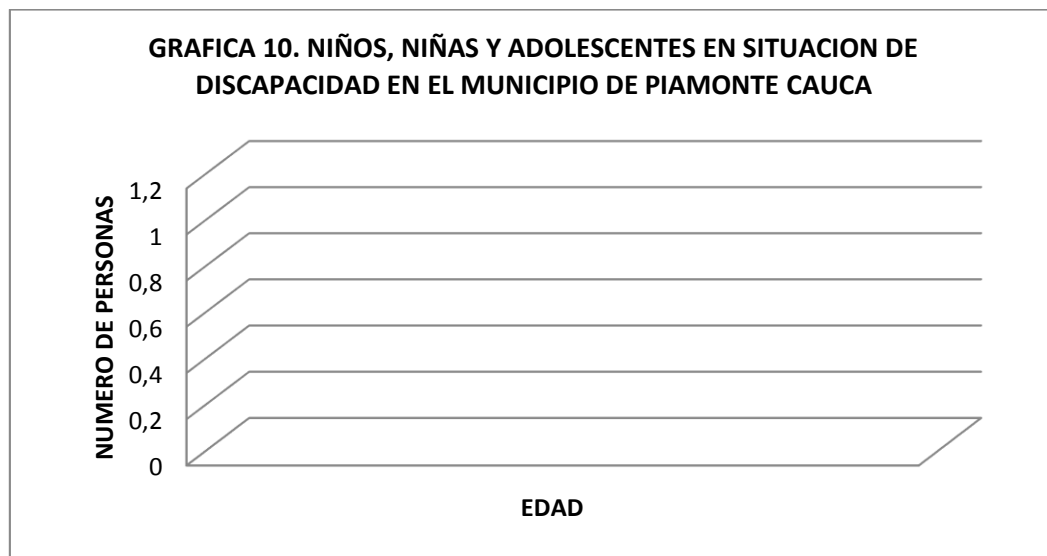 GRAFICA 10. NIÑOS, NIÑAS Y ADOLESCENTES EN SITUACION DE
DISCAPACIDAD EN EL MUNICIPIO DE PIAMONTE CAUCA
NUMERO DE PERSONAS
1,2
1
0,8
0,6
0,4
0,2
0
EDAD